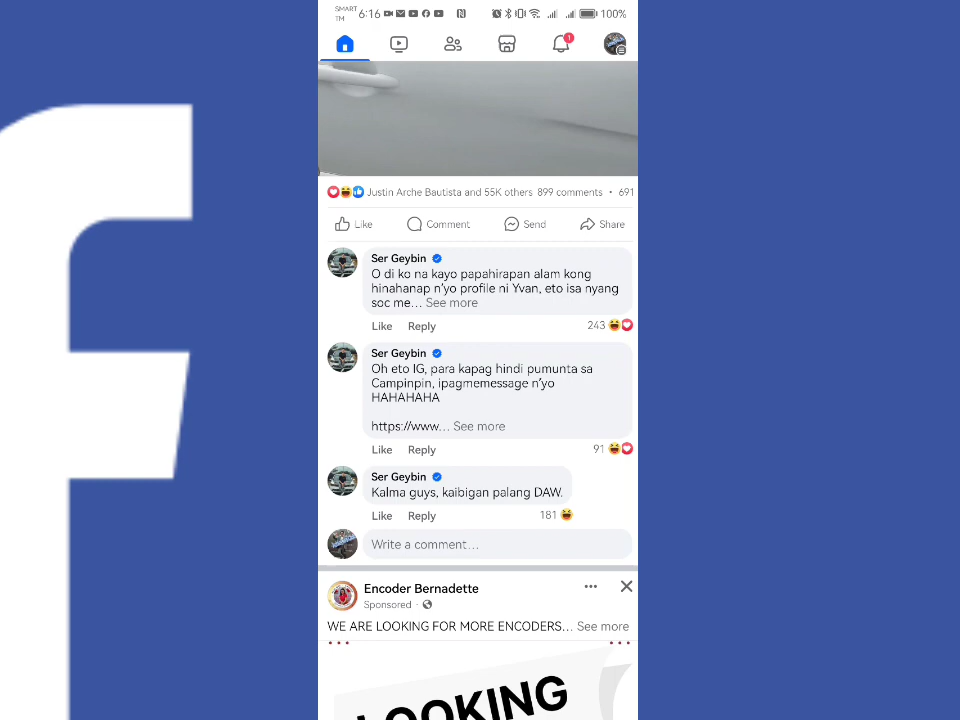 SMART
TM
6:16
100%
1
Justin Arche Bautista and 55K others 899 comments • 691
Like Comment Send Share
Ser Geybin
O di ko na kayo papahirapan alam kong
hinahanap n'yo profile ni Yvan, eto isa nyang
soc me... See more
Like Reply 243
Ser Geybin
Oh eto IG, para kapag hindi pumunta sa
Campinpin, ipagmemessage n'yo
HAHAHAHA
https://www... See more
Like Reply 91
Ser Geybin
Kalma guys, kaibigan palang DAW.
Like Reply 181
Write a comment...
Encoder Bernadette
Sponsored ·
WE ARE LOOKING FOR MORE ENCODERS... See more
LOOKING